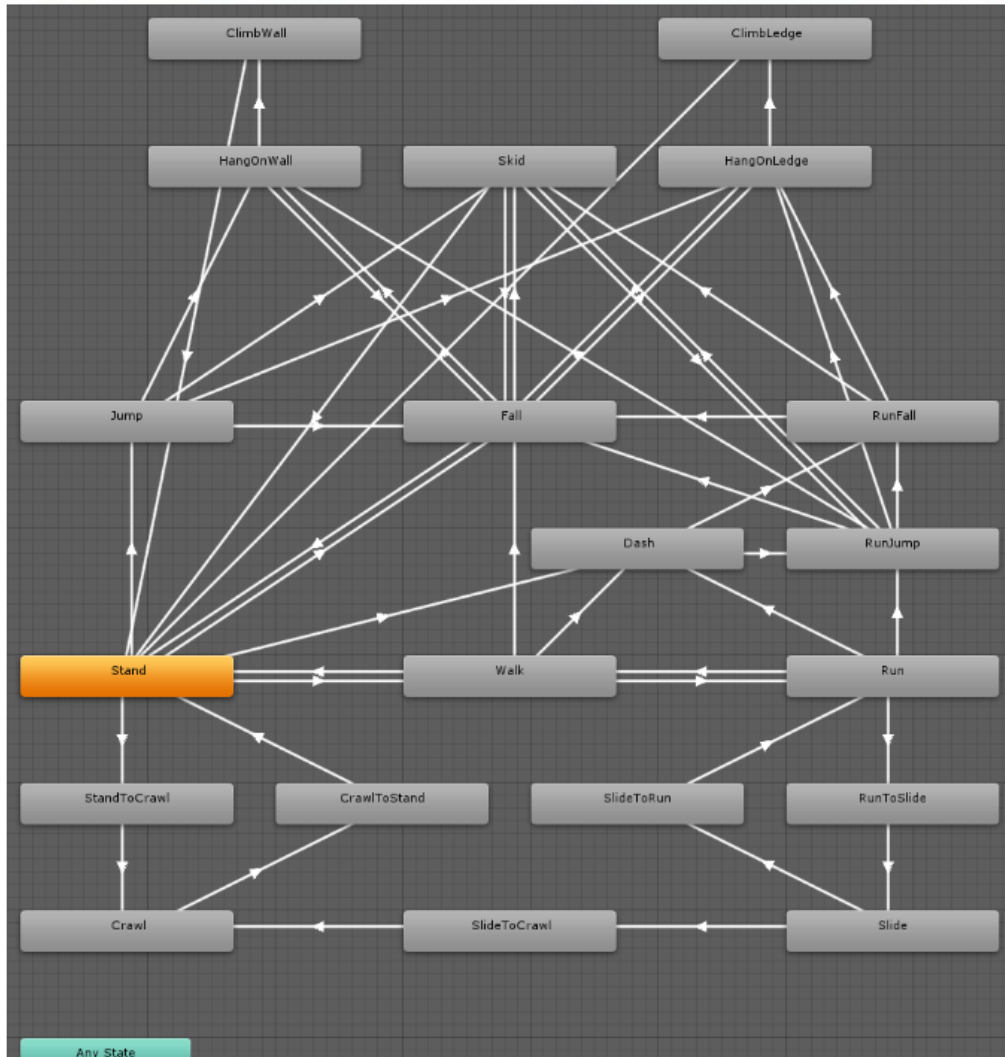 ClimbWall
ClimbLedge
HangOnWall
Skid
HangOnLedge
Jump
Fall
RunFall
Dash
RunJump
Stand
Walk
Run
StandToCrawl
CrawlToStand
SlideToRun
RunToSlide
Crawl
SlideToCrawl
Slide
Any State